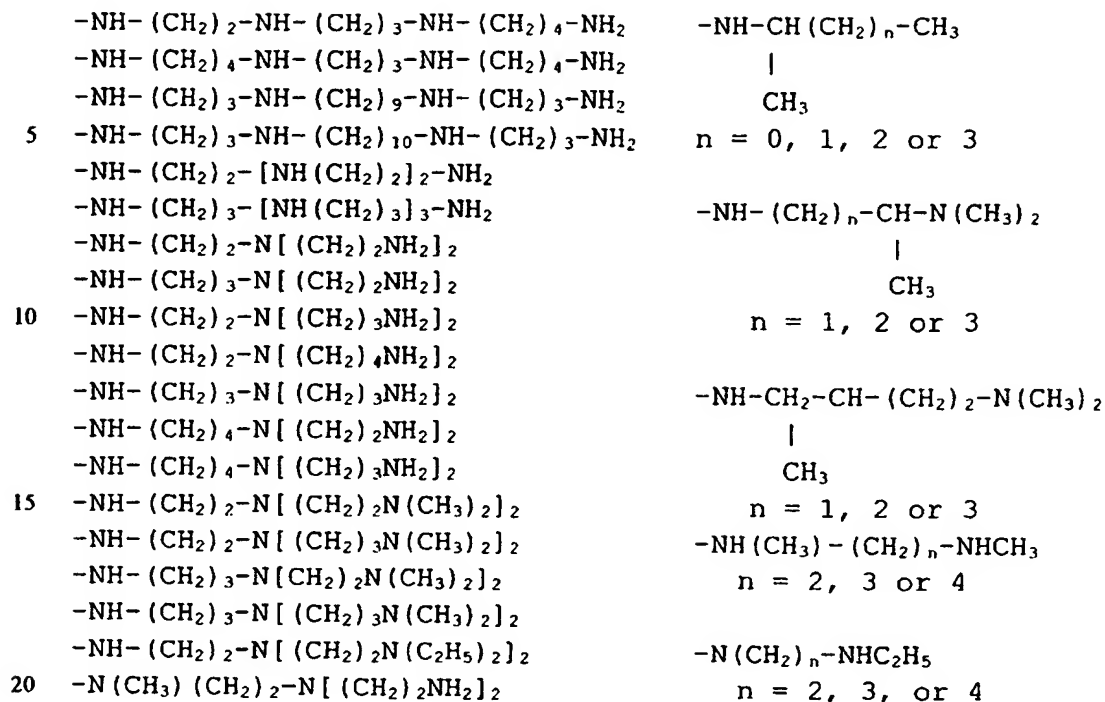 -NH-(CH₂)₂-NH-(CH₂)₃-NH-(CH₂)₄-NH₂
-NH-(CH₂)₄-NH-(CH₂)₃-NH-(CH₂)₄-NH₂
-NH-(CH₂)₃-NH-(CH₂)₉-NH-(CH₂)₃-NH₂
5 -NH-(CH₂)₃-NH-(CH₂)₁₀-NH-(CH₂)₃-NH₂
-NH-(CH₂)₂-[NH(CH₂)₂]₂-NH₂
-NH-(CH₂)₃-[NH(CH₂)₃]₃-NH₂
-NH-(CH₂)₂-N[(CH₂)₂NH₂]₂
-NH-(CH₂)₃-N[(CH₂)₂NH₂]₂
10 -NH-(CH₂)₂-N[(CH₂)₃NH₂]₂
-NH-(CH₂)₂-N[(CH₂)₄NH₂]₂
-NH-(CH₂)₃-N[(CH₂)₃NH₂]₂
-NH-(CH₂)₄-N[(CH₂)₂NH₂]₂
-NH-(CH₂)₄-N[(CH₂)₃NH₂]₂
15 -NH-(CH₂)₂-N[(CH₂)₂N(CH₃)₂]₂
-NH-(CH₂)₂-N[(CH₂)₃N(CH₃)₂]₂
-NH-(CH₂)₃-N[CH₂)₂N(CH₃)₂]₂
-NH-(CH₂)₃-N[(CH₂)₃N(CH₃)₂]₂
-NH-(CH₂)₂-N[(CH₂)₂N(C₂H₅)₂]₂
20 -N(CH₃)(CH₂)₂-N[(CH₂)₂NH₂]₂
-NH-CH(CH₂)ₙ-CH₃
|
CH₃
n = 0, 1, 2 or 3
-NH-(CH₂)ₙ-CH-N(CH₃)₂
|
CH₃
n = 1, 2 or 3
-NH-CH₂-CH-(CH₂)₂-N(CH₃)₂
|
CH₃
n = 1, 2 or 3
-NH(CH₃)-(CH₂)ₙ-NHCH₃
n = 2, 3 or 4
-N(CH₂)ₙ-NHC₂H₅
n = 2, 3, or 4